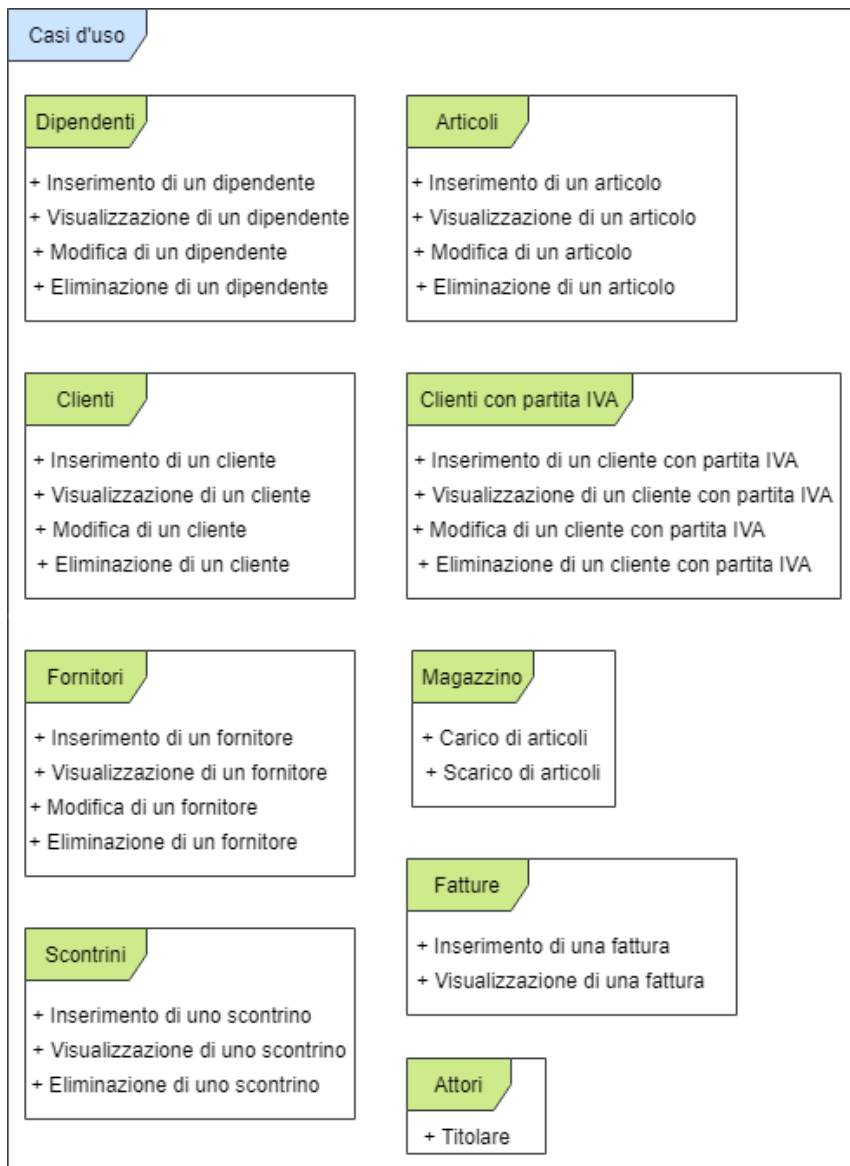 Casi d'uso
Dipendenti
+ Inserimento di un dipendente
+ Visualizzazione di un dipendente
+ Modifica di un dipendente
+ Eliminazione di un dipendente
Articoli
+ Inserimento di un articolo
+ Visualizzazione di un articolo
+ Modifica di un articolo
+ Eliminazione di un articolo
Clienti
+ Inserimento di un cliente
+ Visualizzazione di un cliente
+ Modifica di un cliente
+ Eliminazione di un cliente
Clienti con partita IVA
+ Inserimento di un cliente con partita IVA
+ Visualizzazione di un cliente con partita IVA
+ Modifica di un cliente con partita IVA
+ Eliminazione di un cliente con partita IVA
Fornitori
+ Inserimento di un fornitore
+ Visualizzazione di un fornitore
+ Modifica di un fornitore
+ Eliminazione di un fornitore
Magazzino
+ Carico di articoli
+ Scarico di articoli
Fatture
+ Inserimento di una fattura
+ Visualizzazione di una fattura
Scontrini
+ Inserimento di uno scontrino
+ Visualizzazione di uno scontrino
+ Eliminazione di uno scontrino
Attori
+ Titolare